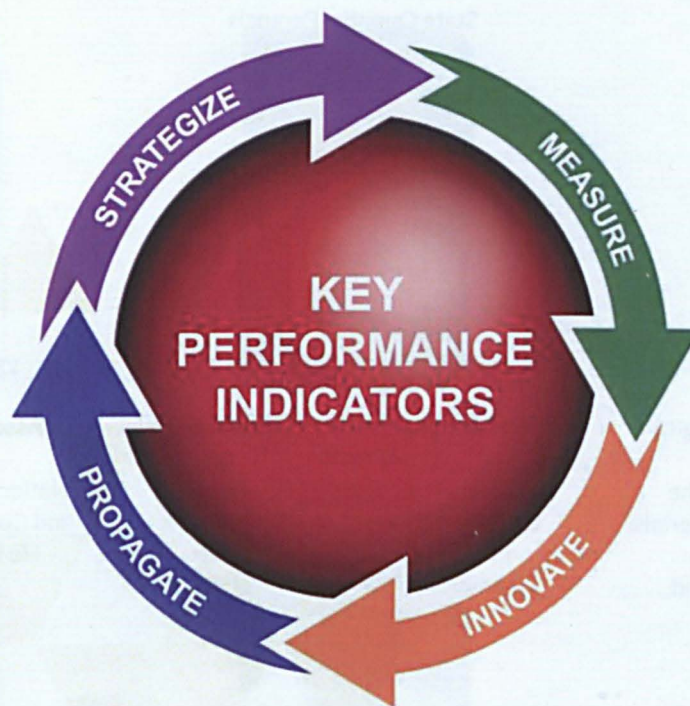 STRATEGIZE
MEASURE
KEY
PERFORMANCE
INDICATORS
PROPAGATE
INNOVATE